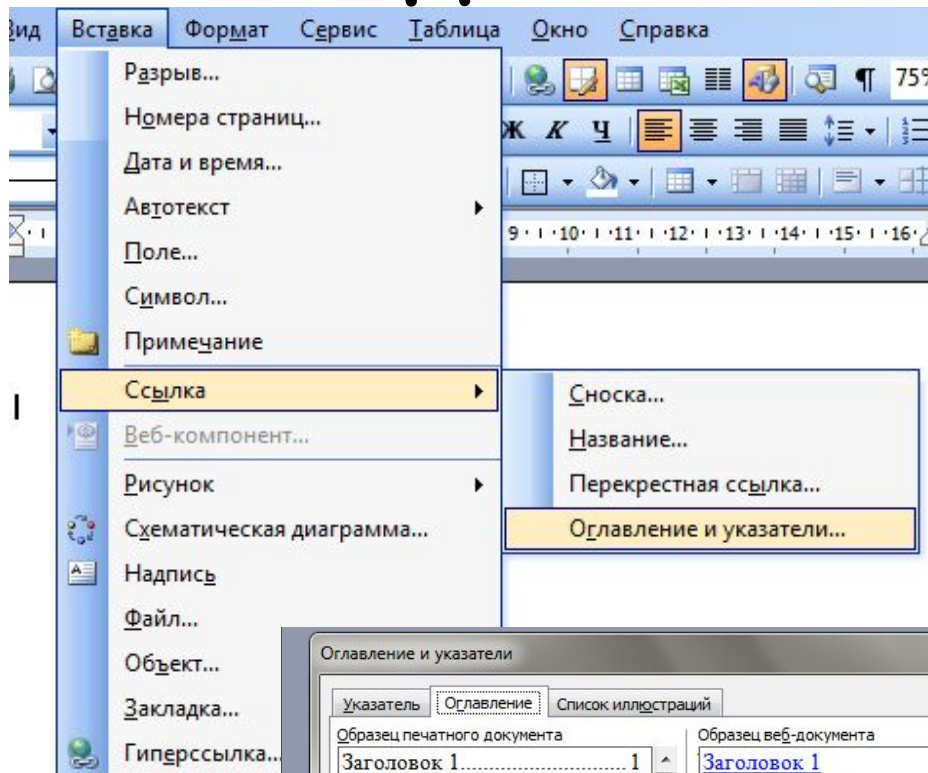 Вид Вставка Формат Сервис Таблица Окно Справка
Разрыв...
75%
Номера страниц...
Ж К Ч
Дата и время...
Автотекст
9 10 11 12 13 14 15 16
Поле...
Символ...
Примечание
Ссылка
Сноска...
Веб-компонент...
Название...
Рисунок
Перекрестная ссылка...
Схематическая диаграмма...
Оглавление и указатели...
Надпись
Файл...
Объект...
Оглавление и указатели
Закладка...
Указатель Оглавление Список иллюстраций
Гиперссылка...
Образец печатного документа Образец веб-документа
Заголовок 1................................ 1 Заголовок 1